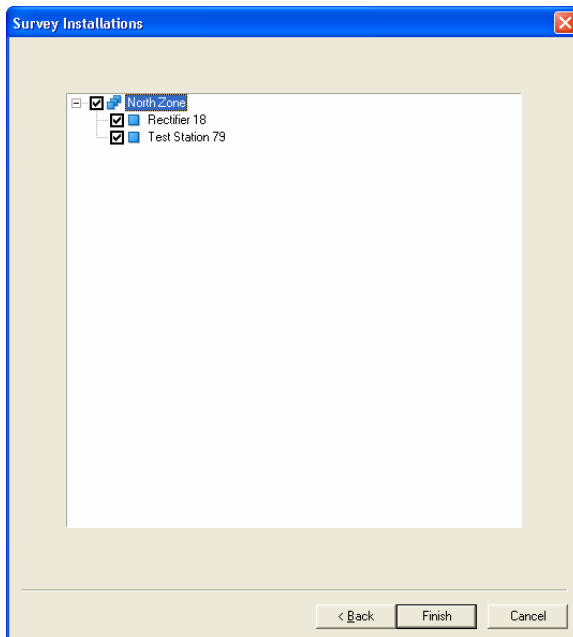 Survey Installations
North Zone
Rectifier 18
Test Station 79
< Back
Finish
Cancel